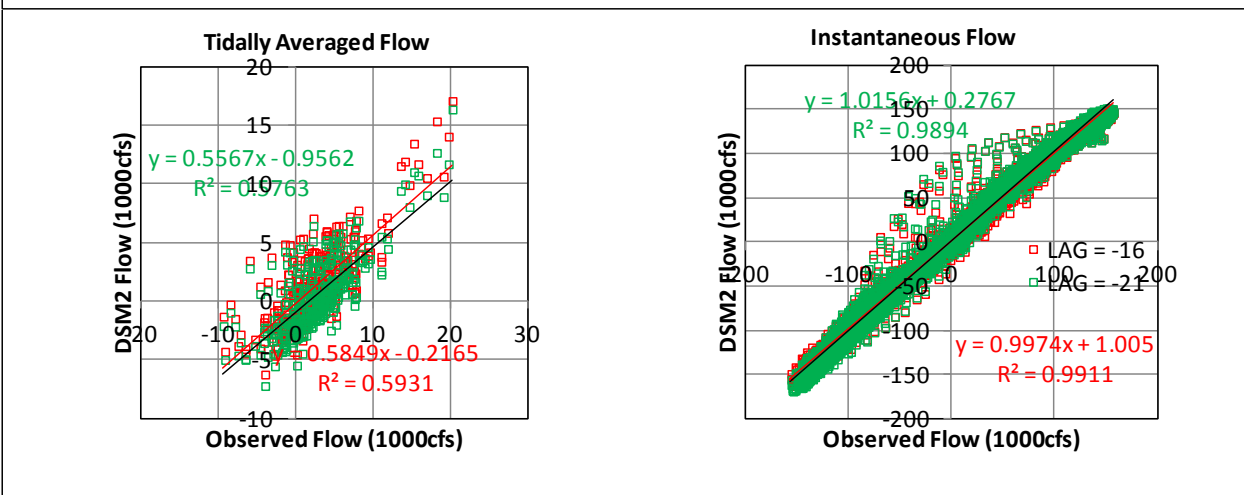 Tidally Averaged Flow
20
15
10
5
0
-5
-10
-20
-10
0
10
20
30
y = 0.5567x - 0.9562
y = 0.5849x - 0.2165
R² = 0.5931
DSM2 Flow (1000cfs)
Observed Flow (1000cfs)
Instantaneous Flow
200
150
100
50
0
-50
-100
-150
-200
-200
-100
0
100
200
y = 1.0156x + 0.2767
R² = 0.9894
LAG = -16
LAG = -21
y = 0.9974x + 1.005
R² = 0.9911
DSM2 Flow (1000cfs)
Observed Flow (1000cfs)